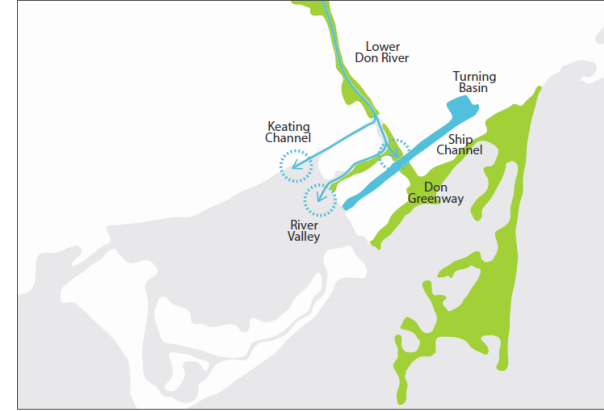 Lower
Don River
Turning
Basin
Keating
Channel
Ship
Channel
Don
Greenway
River
Valley